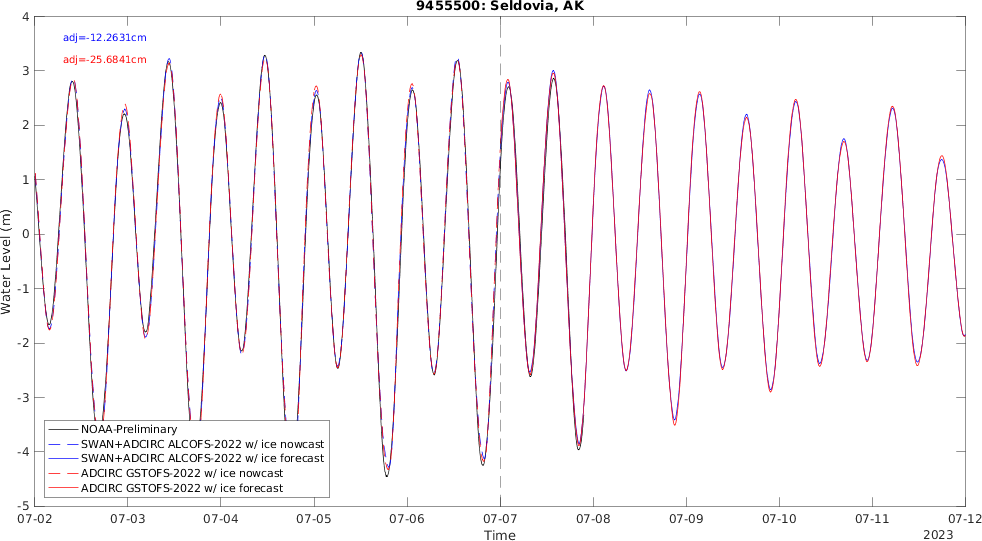 9455500: Seldovia, AK
adj=-12.2631cm
adj=-25.6841cm
4
3
2
1
0
-1
-2
-3
-4
-5
Water Level (m)
NOAA-Preliminary
SWAN+ADCIRC ALCOFS-2022 w/ ice nowcast
SWAN+ADCIRC ALCOFS-2022 w/ ice forecast
ADCIRC GSTOFS-2022 w/ ice nowcast
ADCIRC GSTOFS-2022 w/ ice forecast
07-02 07-03 07-04 07-05 07-06 07-07 07-08 07-09 07-10 07-11 07-12
Time
2023